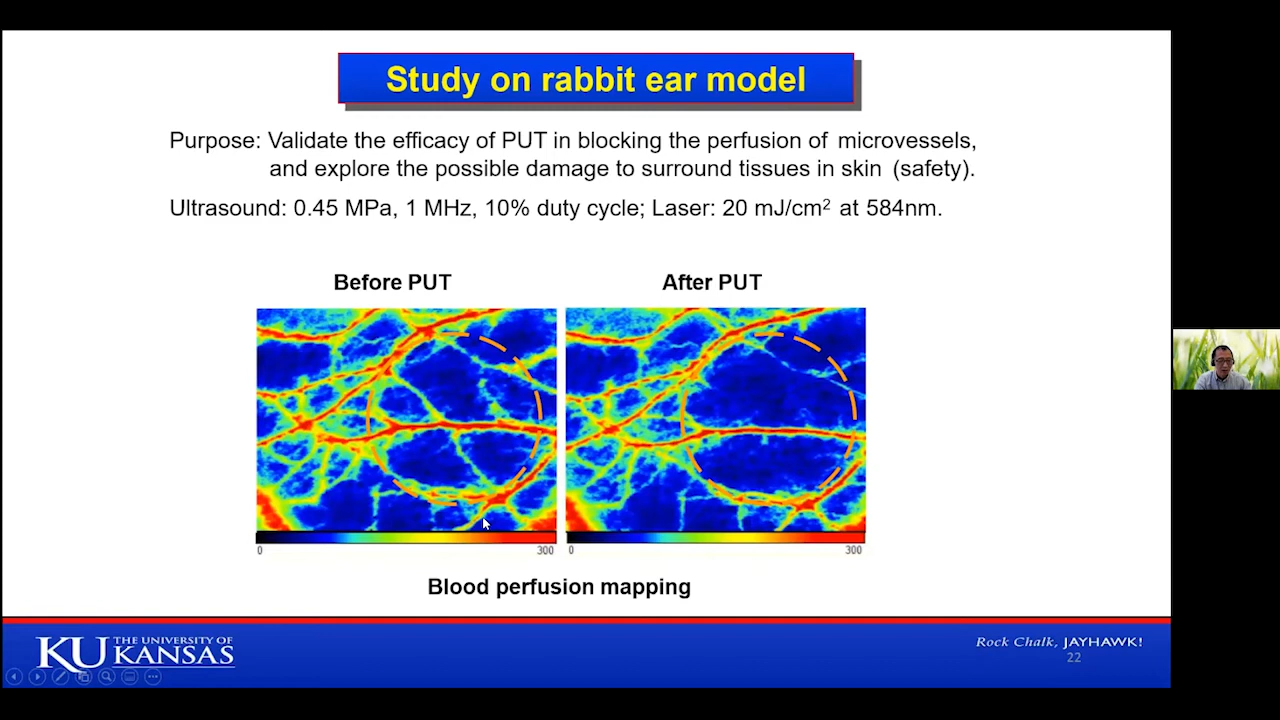 Study on rabbit ear model
Purpose: Validate the efficacy of PUT in blocking the perfusion of microvessels,
and explore the possible damage to surround tissues in skin (safety).
Ultrasound: 0.45 MPa, 1 MHz, 10% duty cycle; Laser: 20 mJ/cm² at 584nm.
Before PUT
After PUT
0 300
0 300
Blood perfusion mapping
KU THE UNIVERSITY OF
KANSAS
Rock Chalk, JAYHAWK!
22